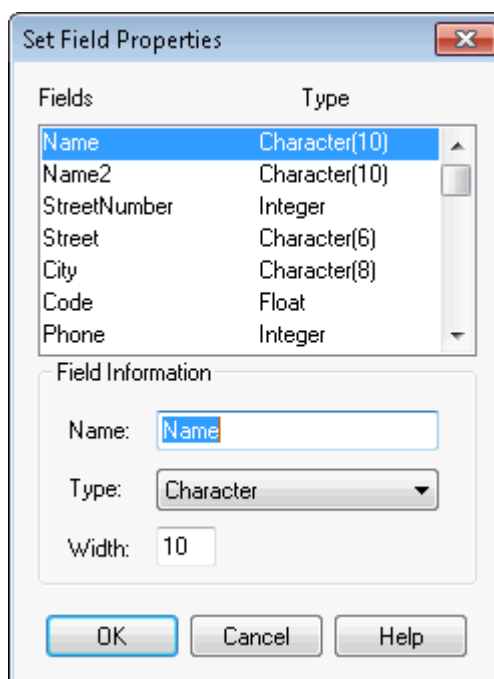 Set Field Properties
Fields Type
Name Character(10)
Name2 Character(10)
StreetNumber Integer
Street Character(6)
City Character(8)
Code Float
Phone Integer
Field Information
Name: Name
Type: Character
Width: 10
OK Cancel Help